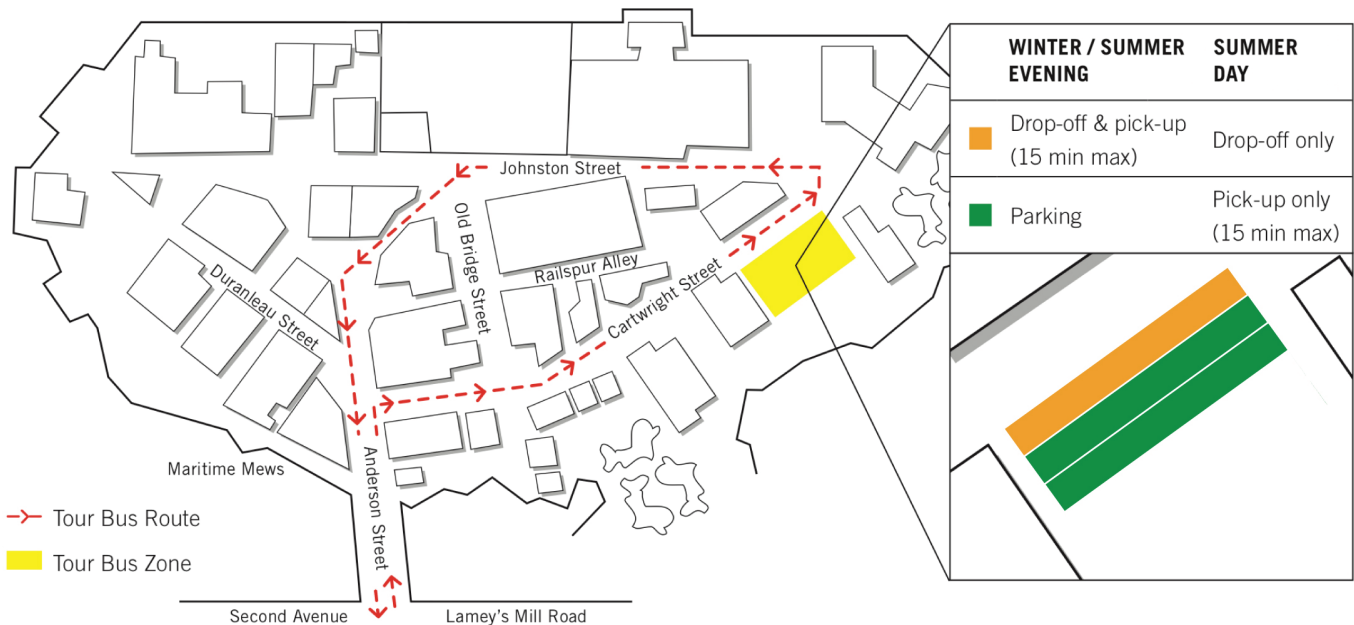 Johnston Street
Old Bridge Street
Railspur Alley
Duranleau Street
Cartwright Street
Maritime Mews
Anderson Street
Tour Bus Route
Tour Bus Zone
Second Avenue
Lamey's Mill Road
WINTER / SUMMER
EVENING
SUMMER
DAY
Drop-off & pick-up
(15 min max)
Drop-off only
Parking
Pick-up only
(15 min max)